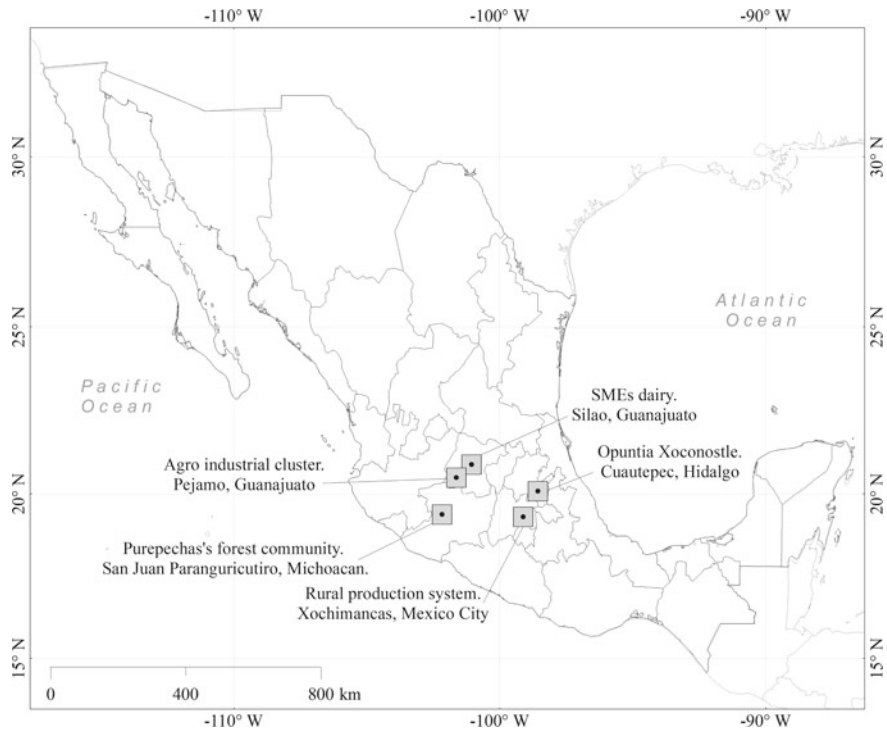 -110° W
-100° W
-90° W
30° N
30° N
Atlantic
Ocean
25° N
25° N
Pacific
Ocean
SMEs dairy.
Silao, Guanajuato
Opuntia Xoconostle.
Cuautepec, Hidalgo
Agro industrial cluster.
Pejamo, Guanajuato
20° N
20° N
Purepechas's forest community.
San Juan Paranguricutiro, Michoacan.
Rural production system.
Xochimancas, Mexico City
15° N
15° N
0
400
800 km
-110° W
-100° W
-90° W